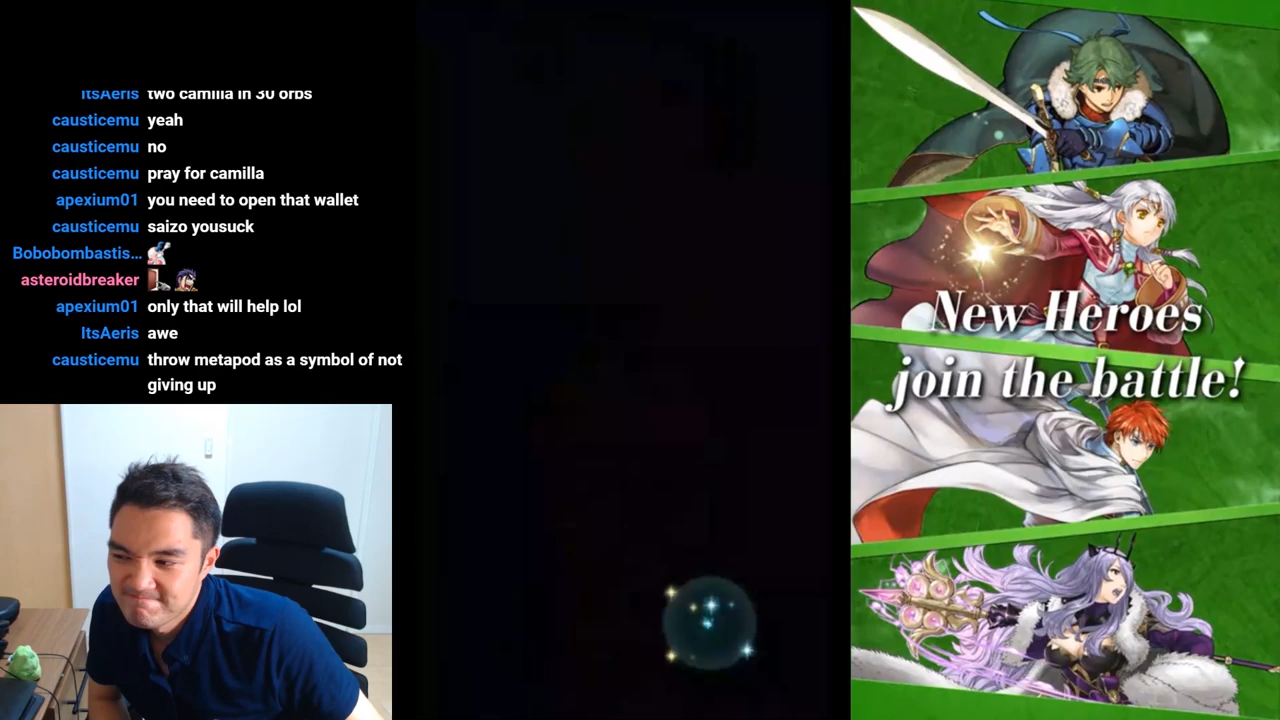 ItsAeris two camilla in 30 orbs
causticemu yeah
causticemu no
causticemu pray for camilla
apexium01 you need to open that wallet
causticemu saizo yousuck
Bobobombastis…
asteroidbreaker
apexium01 only that will help lol
ItsAeris awe
causticemu throw metapod as a symbol of not
giving up
New Heroes
join the battle!